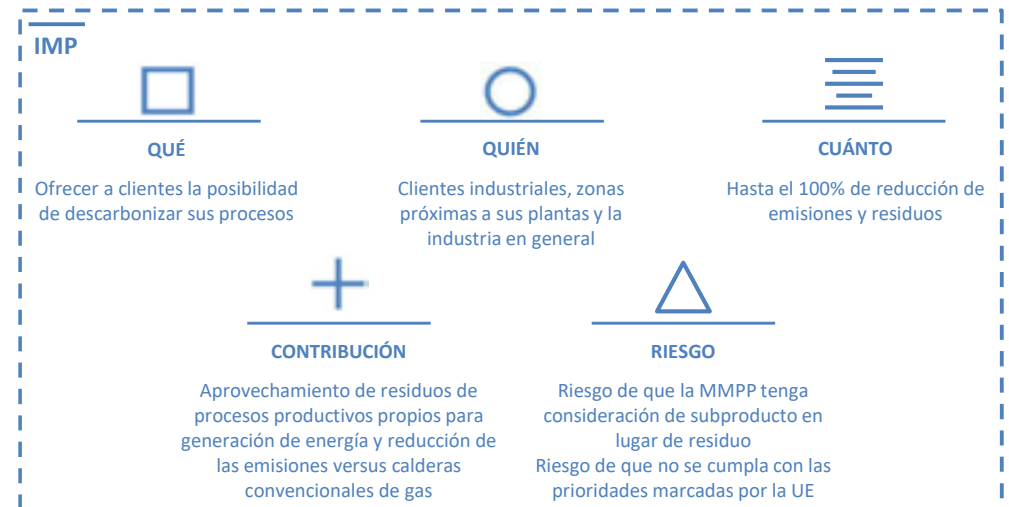 IMP
QUÉ
Ofrecer a clientes la posibilidad
de descarbonizar sus procesos
QUIÉN
Clientes industriales, zonas
próximas a sus plantas y la
industria en general
CUÁNTO
Hasta el 100% de reducción de
emisiones y residuos
CONTRIBUCIÓN
Aprovechamiento de residuos de
procesos productivos propios para
generación de energía y reducción de
las emisiones versus calderas
convencionales de gas
RIESGO
Riesgo de que la MMPP tenga
consideración de subproducto en
lugar de residuo
Riesgo de que no se cumpla con las
prioridades marcadas por la UE